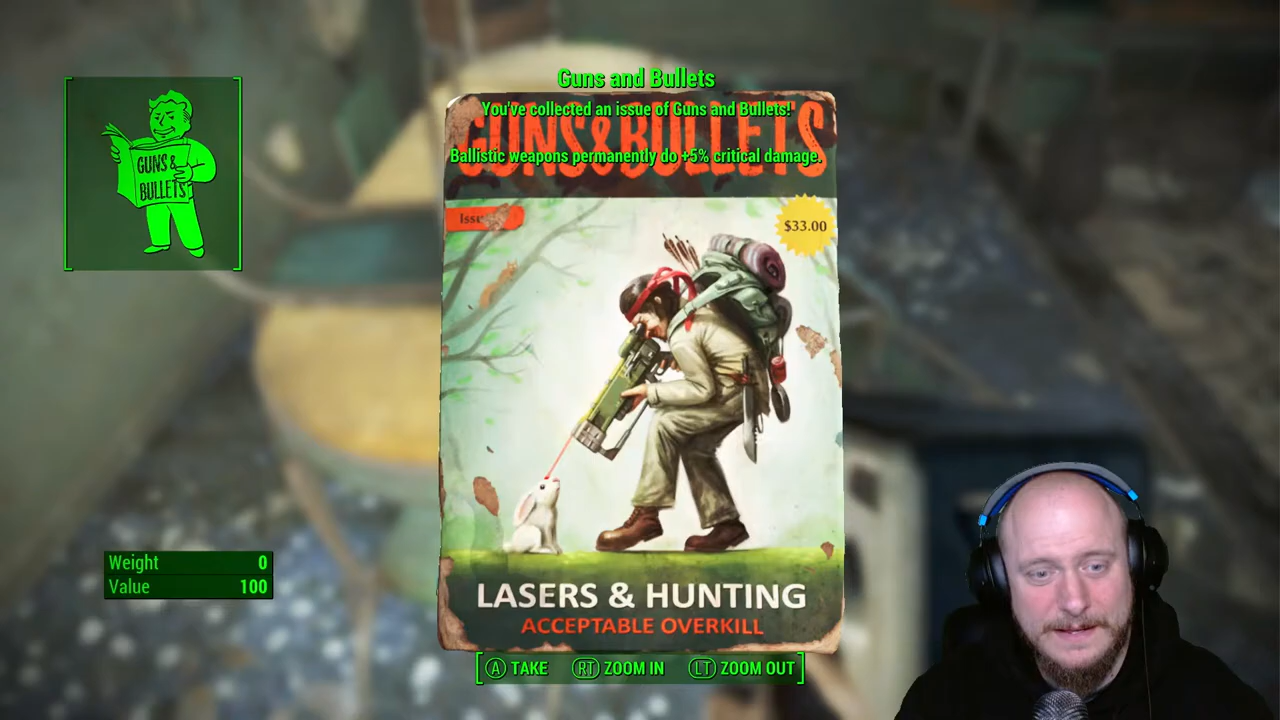 Guns and Bullets
You've collected an issue of Guns and Bullets!
GUNS & BULLETS
Ballistic weapons permanently do +5% critical damage.
GUNS &
BULLETS
$33.00
Weight 0
Value 100
LASERS & HUNTING
ACCEPTABLE OVERKILL
A TAKE RT ZOOM IN LT ZOOM OUT